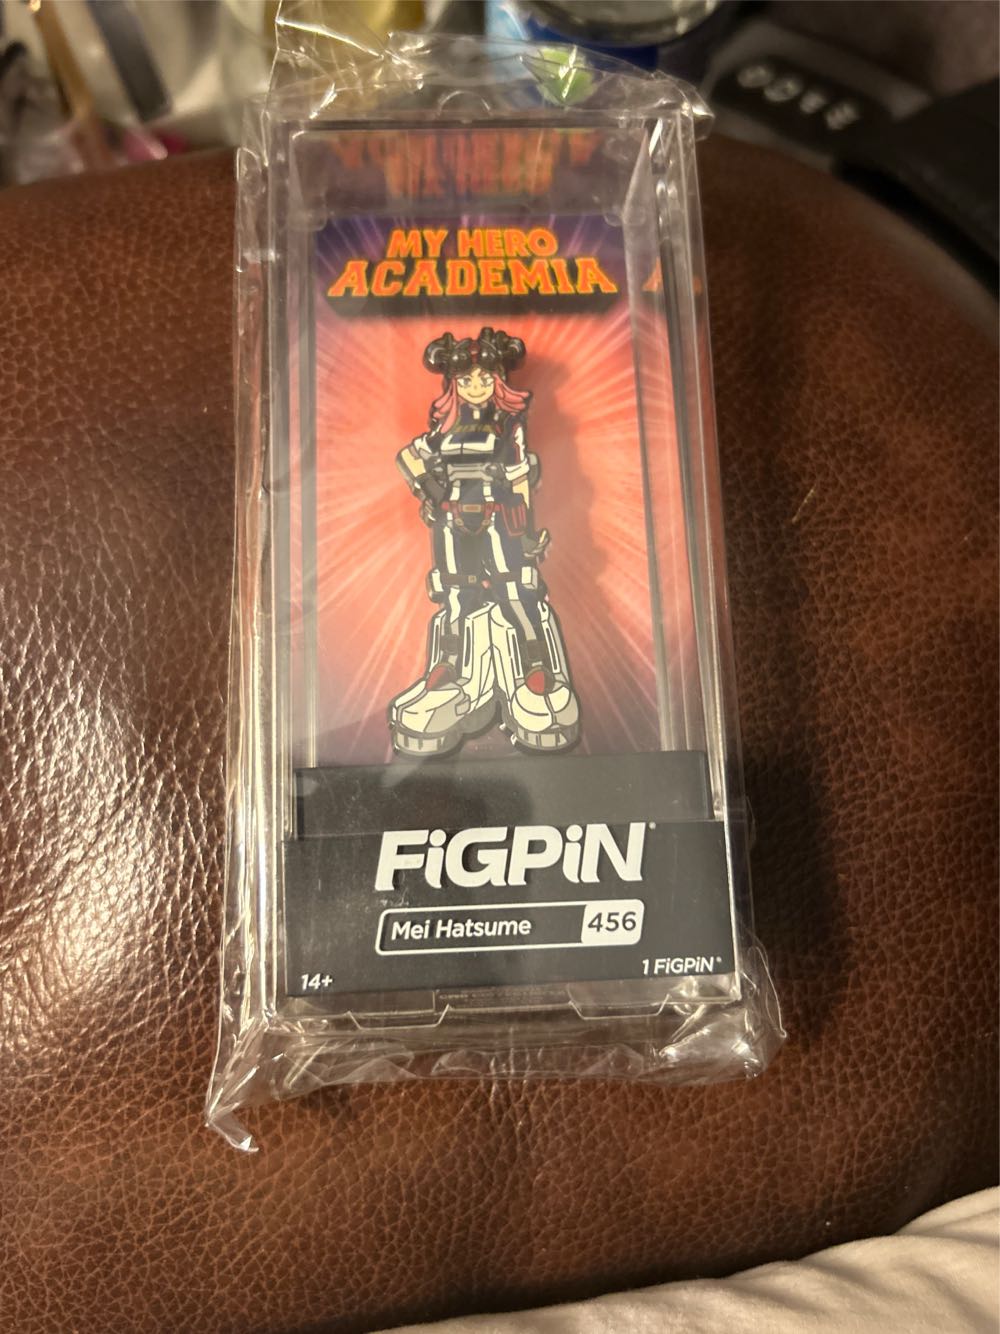 MY HERO
ACADEMIA
FiGPiN®
Mei Hatsume 456
14+
1 FiGPiN®